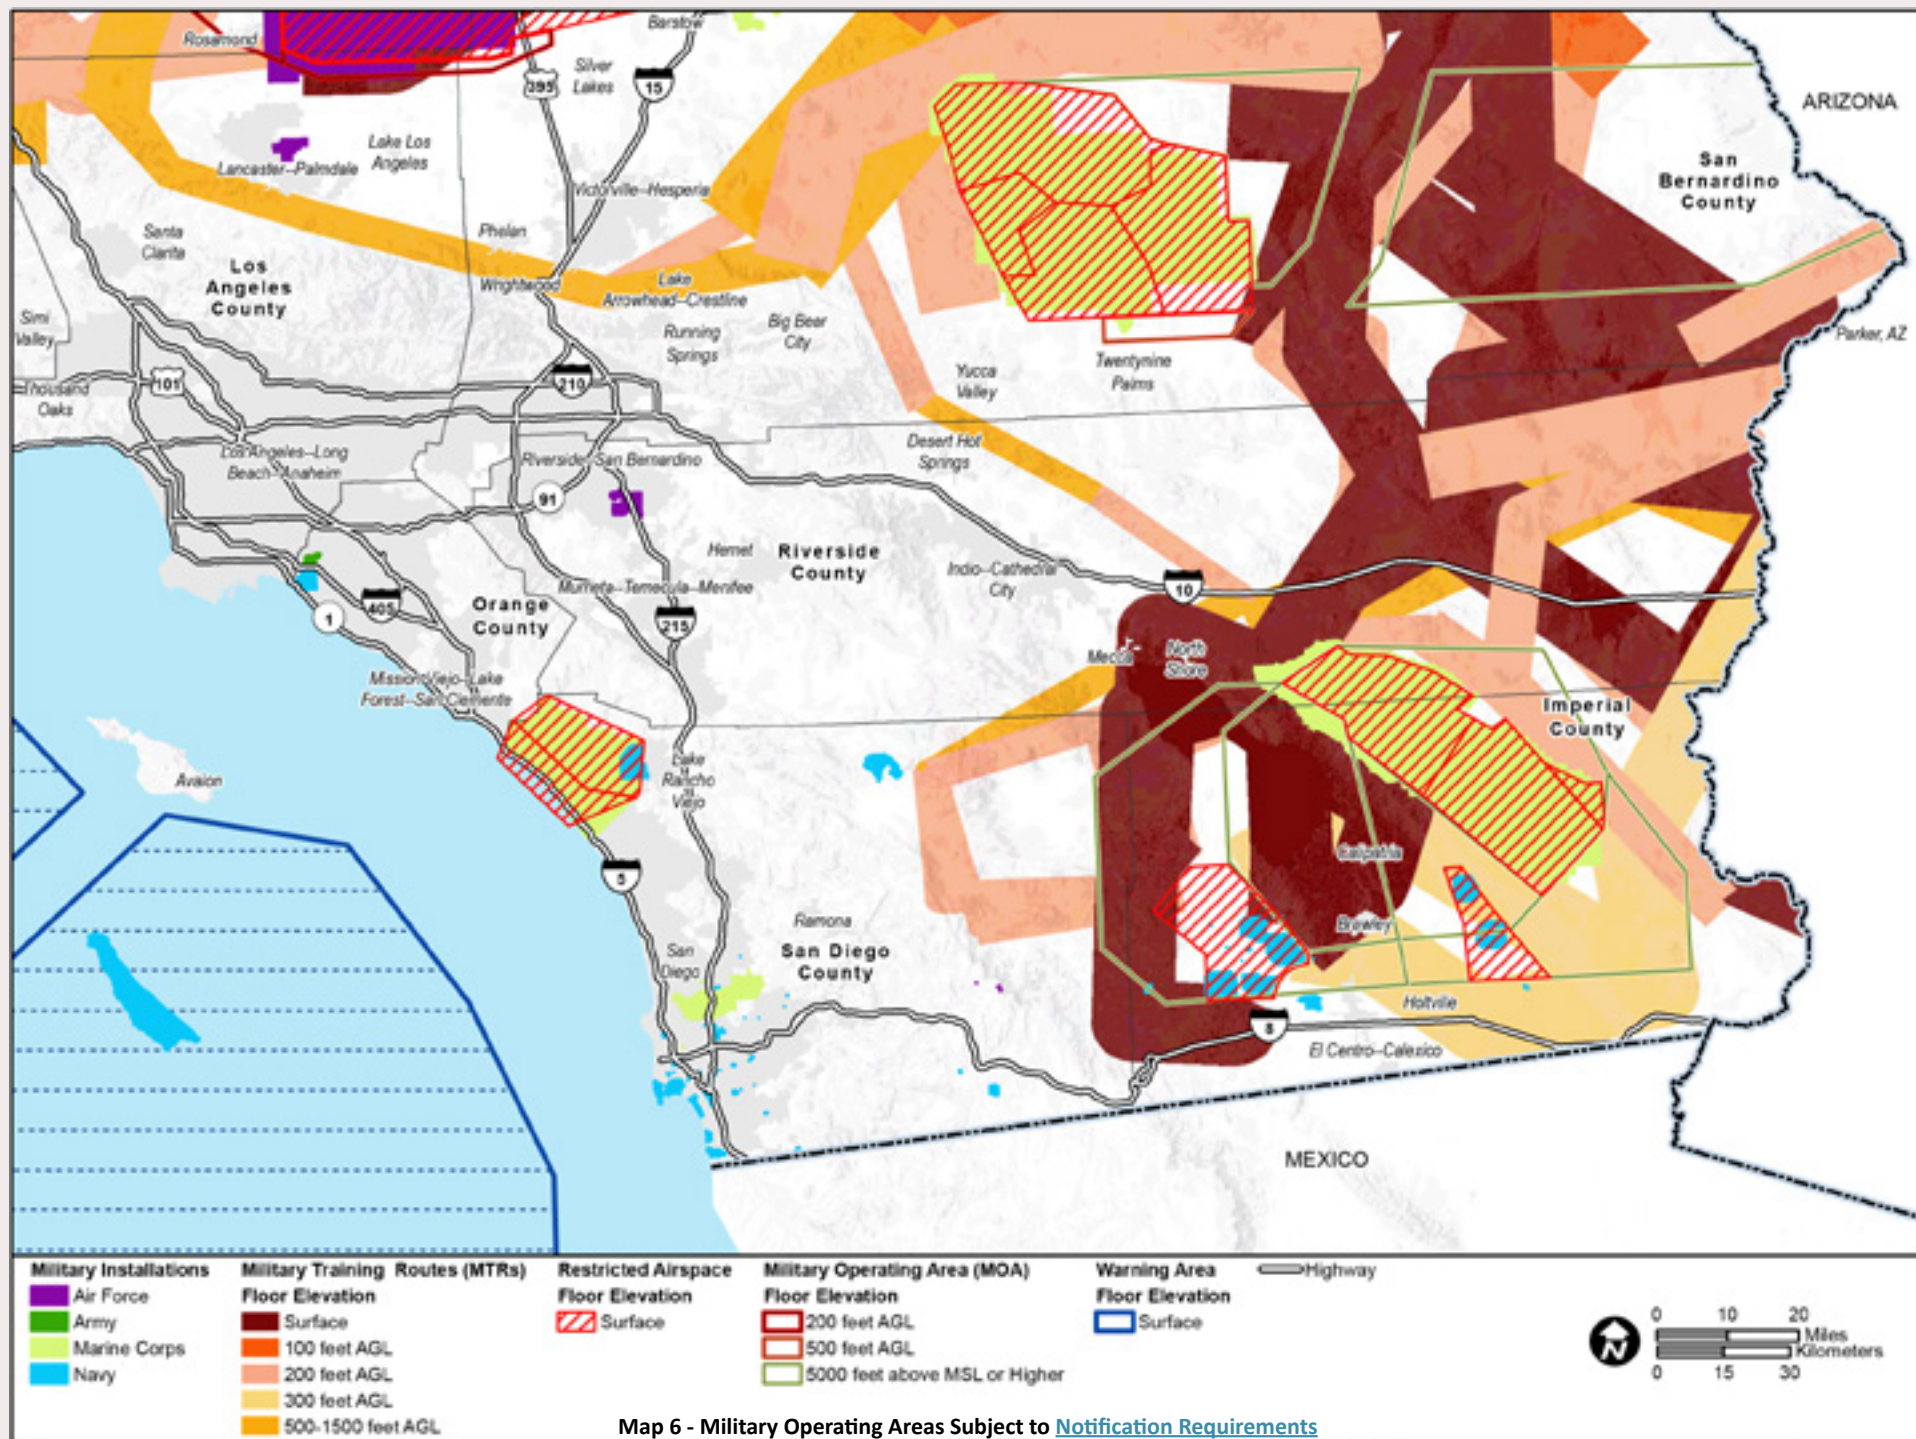 Rosamond
Barstow
Silver
Lakes
395
15
ARIZONA
Lake Los
Angeles
Lancaster--Palmdale
Victorville--Hesperia
San
Bernardino
County
Santa
Clarita
Phelan
Los
Angeles
County
Wrightwood
Lake
Arrowhead--Crestline
Simi
Valley
Running
Springs
Big Bear
City
Parker, AZ
Thousand
Oaks
101
210
Yucca
Valley
Twentynine
Palms
Los Angeles--Long
Beach--Anaheim
Riverside--San Bernardino
Desert Hot
Springs
91
Hemet
Riverside
County
Indio--Cathedral
City
10
Murrieta--Temecula--Menifee
405
1
Orange
County
215
Mecca
North
Shore
Mission Viejo--Lake
Forest--San Clemente
Imperial
County
Avalon
Lake
Rancho
Viejo
5
Calipatria
Brawley
Ramona
San
Diego
San Diego
County
Holtville
8
El Centro--Calexico
MEXICO
Military Installations
Air Force
Army
Marine Corps
Navy
Military Training Routes (MTRs)
Floor Elevation
Surface
100 feet AGL
200 feet AGL
300 feet AGL
500-1500 feet AGL
Restricted Airspace
Floor Elevation
Surface
Military Operating Area (MOA)
Floor Elevation
200 feet AGL
500 feet AGL
5000 feet above MSL or Higher
Warning Area
Floor Elevation
Surface
Highway
0 10 20
Miles
Kilometers
0 15 30
Map 6 - Military Operating Areas Subject to Notification Requirements